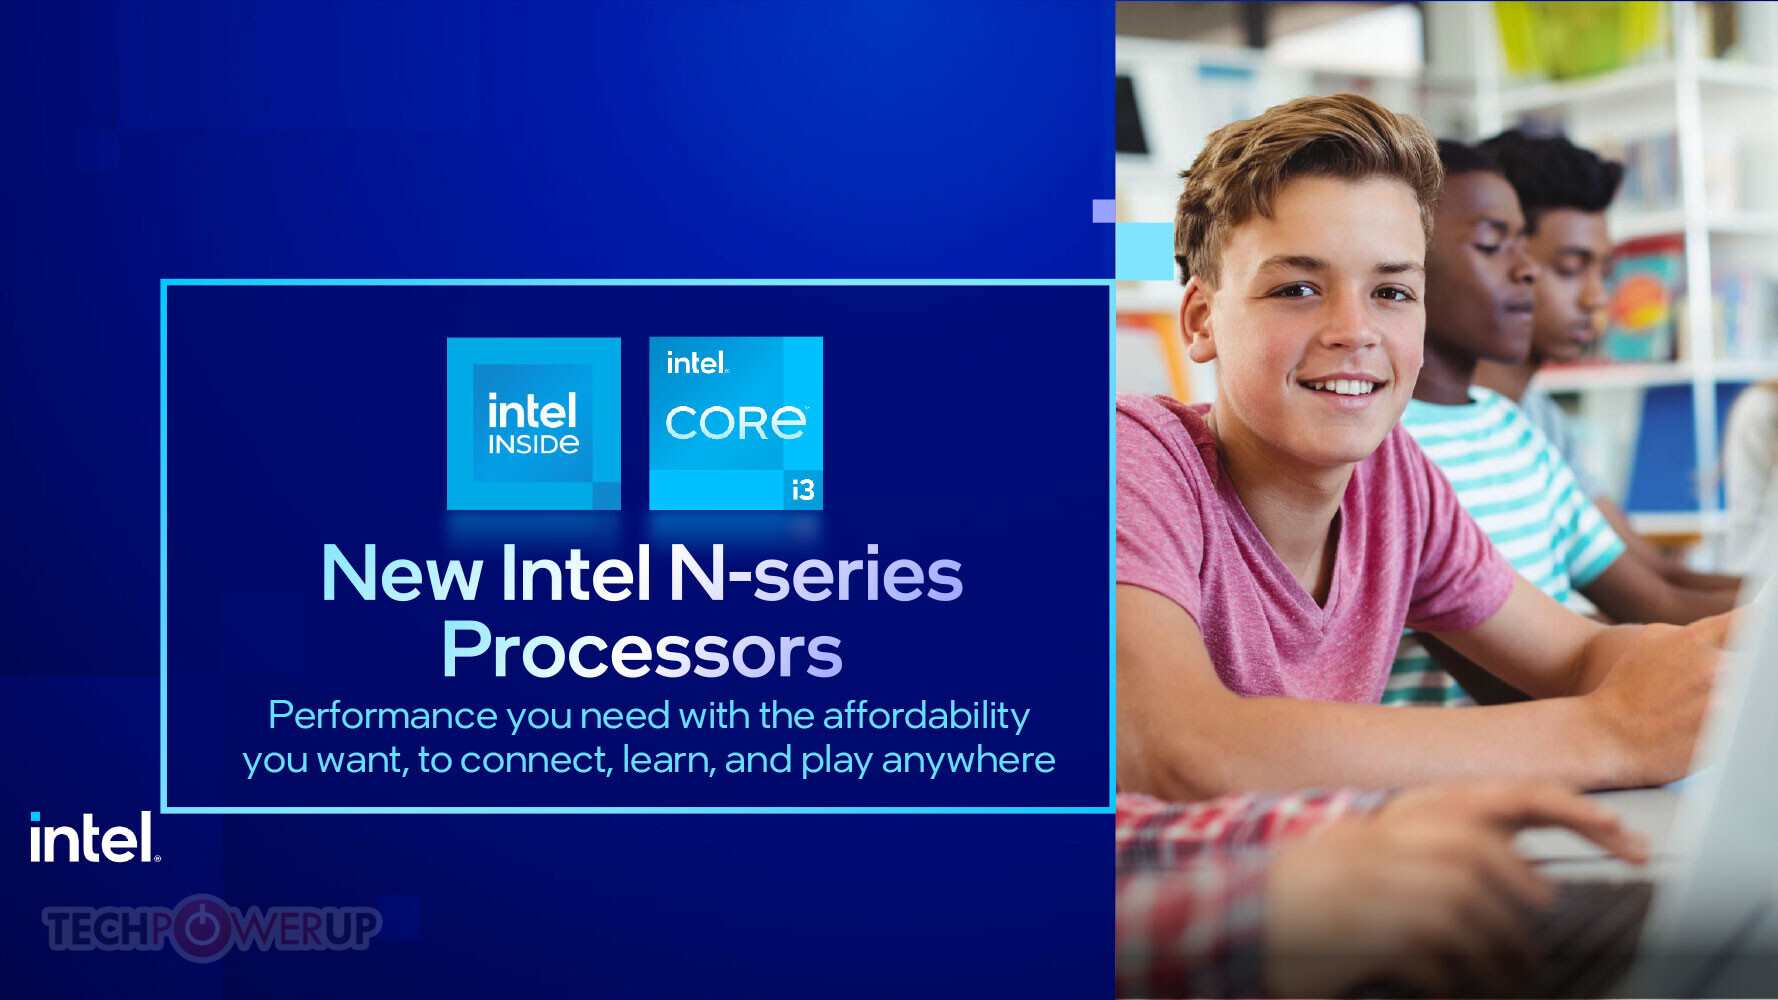 intel
INSIDE
intel.
CORE
i3
New Intel N-series
Processors
Performance you need with the affordability
you want, to connect, learn, and play anywhere
intel®
TECHPOWERUP